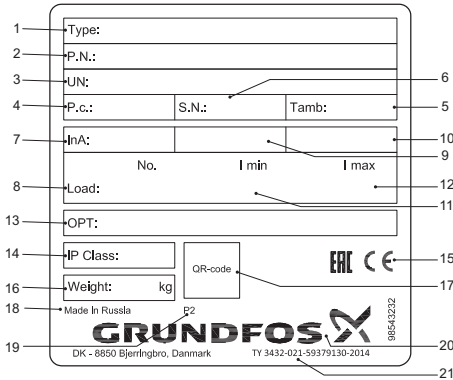 1 Type:
2 P.N.:
3 UN: 6
4 P.c.: S.N.: Tamb: 5
7 InA: 9 10
No. I min I max
8 Load: 11 12
13 OPT:
14 IP Class: QR-code EAC CE 15
16 Weight: kg 17
18 Made In Russia P2 98543232
19 GRUNDFOS X 20
DK - 8850 Bjerringbro, Danmark TY 3432-021-59379130-2014
21